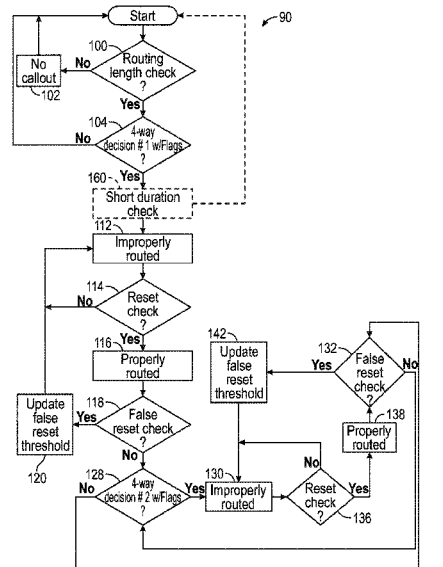 Start
90
100
Routing
length check
?
No
No
callout
102
Yes
104
4-way
decision # 1 w/Flags
?
No
Yes
160
Short duration
check
112
Improperly
routed
114
Reset
check
?
No
Yes
116
Properly
routed
118
False
reset check
?
Yes
Update
false
reset
threshold
120
No
128
4-way
decision # 2 w/Flags
?
No
Yes
130
Improperly
routed
Reset
check
?
136
No
Yes
138
Properly
routed
132
False
reset
check
?
Yes
No
142
Update
false reset
threshold